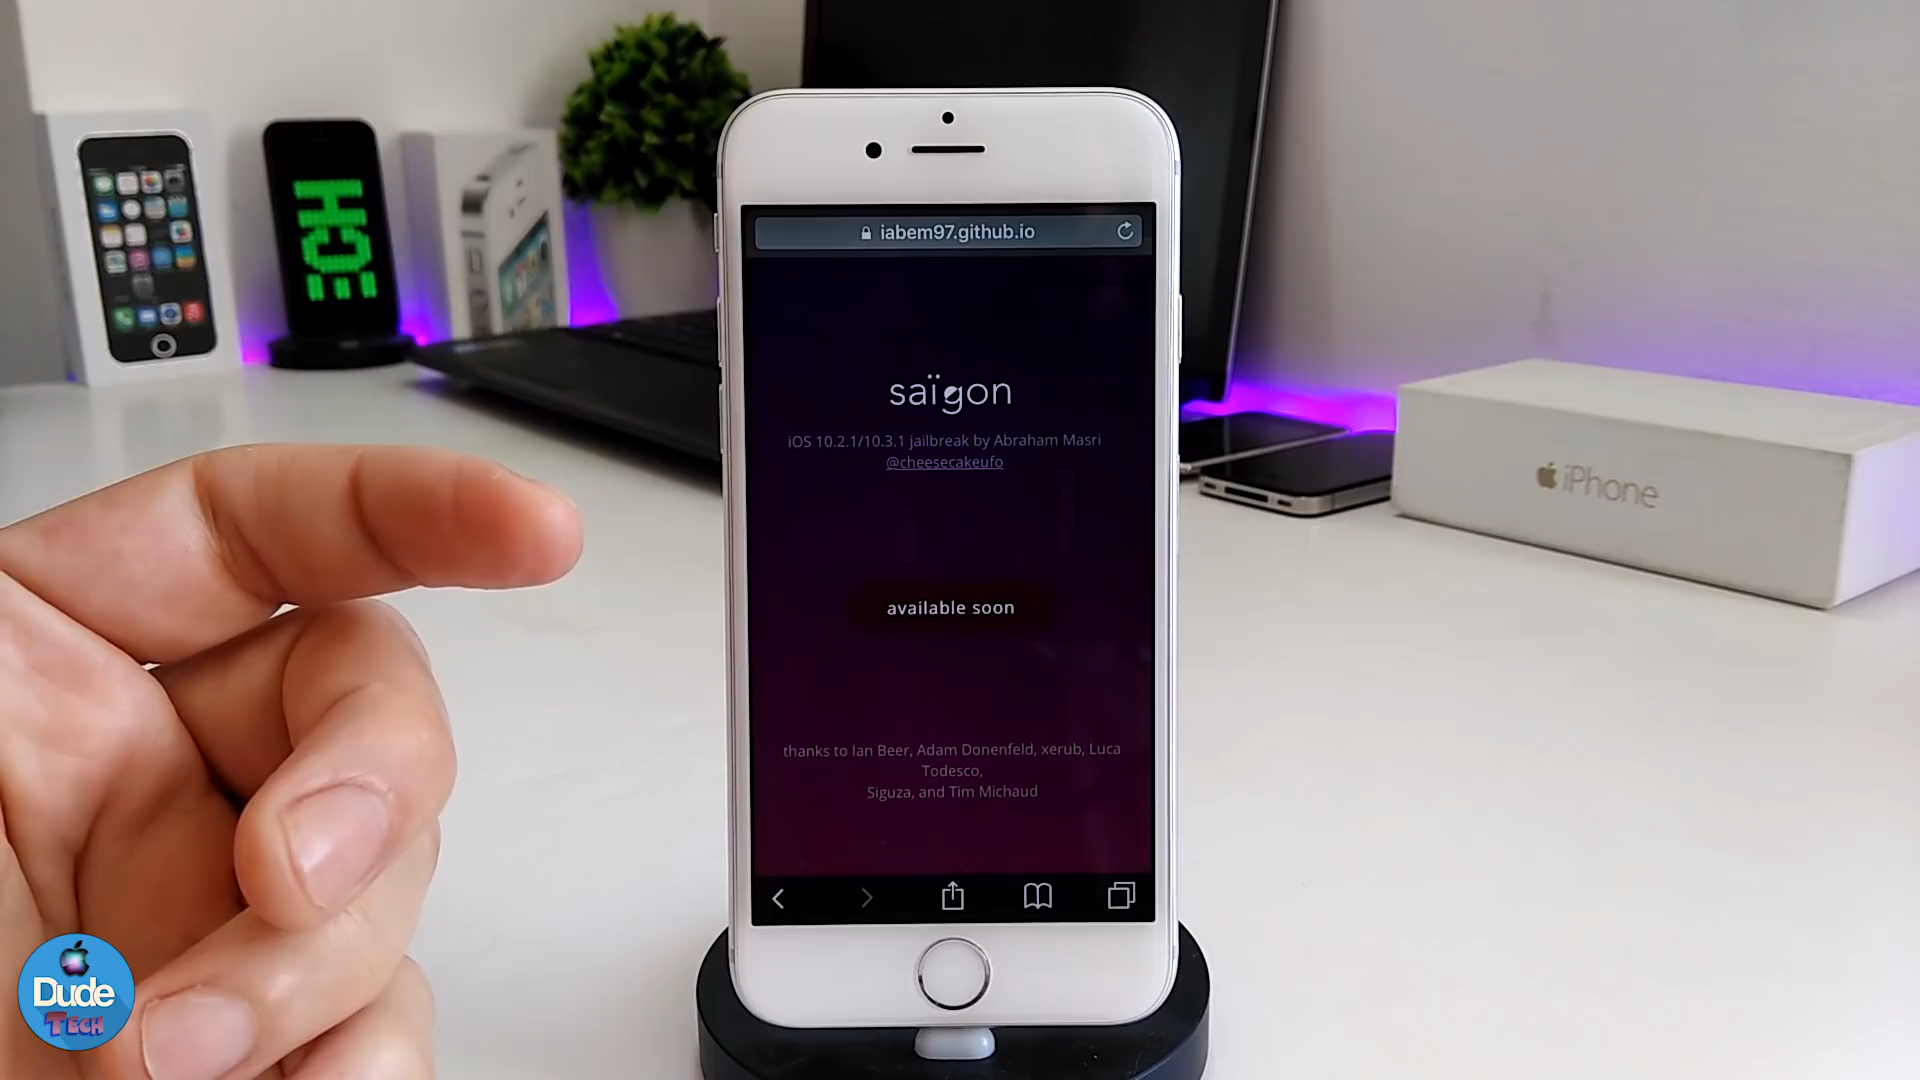 ECH
iabem97.github.io
saïgon
iOS 10.2.1/10.3.1 jailbreak by Abraham Masri
@cheesecakeufo
available soon
thanks to Ian Beer, Adam Donenfeld, xerub, Luca
Todesco,
Siguza, and Tim Michaud
iPhone
Dude
TECH